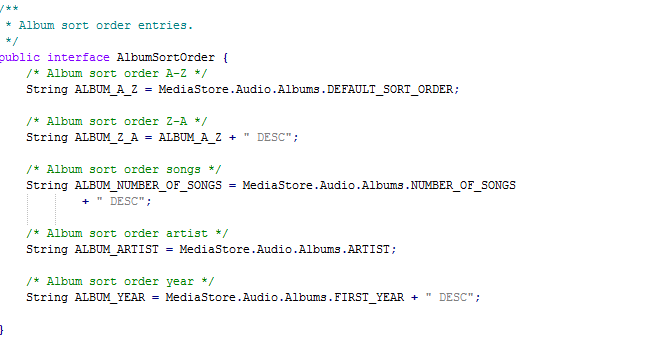 /**
 * Album sort order entries.
 */
public interface AlbumSortOrder {
    /* Album sort order A-Z */
    String ALBUM_A_Z = MediaStore.Audio.Albums.DEFAULT_SORT_ORDER;

    /* Album sort order Z-A */
    String ALBUM_Z_A = ALBUM_A_Z + " DESC";

    /* Album sort order songs */
    String ALBUM_NUMBER_OF_SONGS = MediaStore.Audio.Albums.NUMBER_OF_SONGS
            + " DESC";

    /* Album sort order artist */
    String ALBUM_ARTIST = MediaStore.Audio.Albums.ARTIST;

    /* Album sort order year */
    String ALBUM_YEAR = MediaStore.Audio.Albums.FIRST_YEAR + " DESC";

}